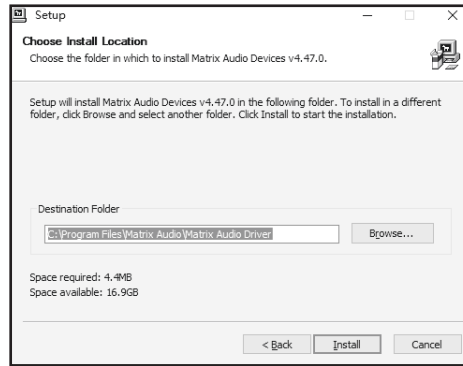 Setup
Choose Install Location
Choose the folder in which to install Matrix Audio Devices v4.47.0.
Setup will install Matrix Audio Devices v4.47.0 in the following folder. To install in a different
folder, click Browse and select another folder. Click Install to start the installation.
Destination Folder
C:\Program Files\Matrix Audio\Matrix Audio Driver
Browse...
Space required: 4.4MB
Space available: 16.9GB
< Back
Install
Cancel